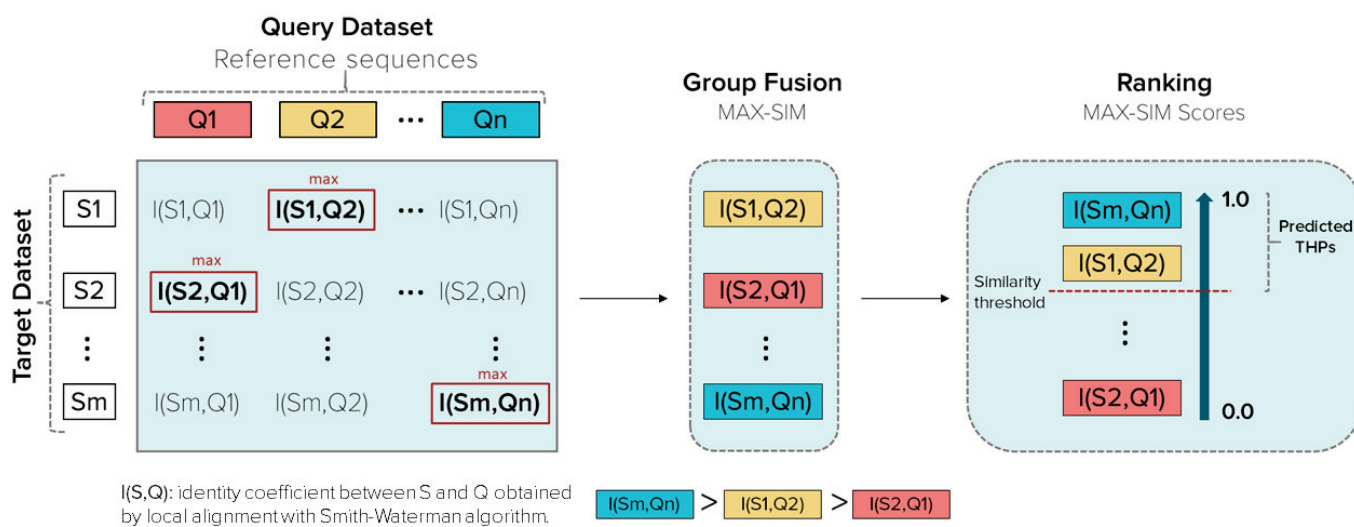 Query Dataset
Reference sequences
Q1 Q2 ··· Qn
Target Dataset
S1
S2
⋮
Sm
max
I(S1,Q1) I(S1,Q2) ··· I(S1,Qn)
max
I(S2,Q1) I(S2,Q2) ··· I(S2,Qn)
⋮ ⋮ ⋮
max
I(Sm,Q1) I(Sm,Q2) I(Sm,Qn)
Group Fusion
MAX-SIM
I(S1,Q2)
I(S2,Q1)
⋮
I(Sm,Qn)
Ranking
MAX-SIM Scores
I(Sm,Qn) 1.0
I(S1,Q2)
Predicted
THPs
Similarity
threshold
⋮
I(S2,Q1)
0.0
I(S,Q): identity coefficient between S and Q obtained
by local alignment with Smith-Waterman algorithm.
I(Sm,Qn) > I(S1,Q2) > I(S2,Q1)